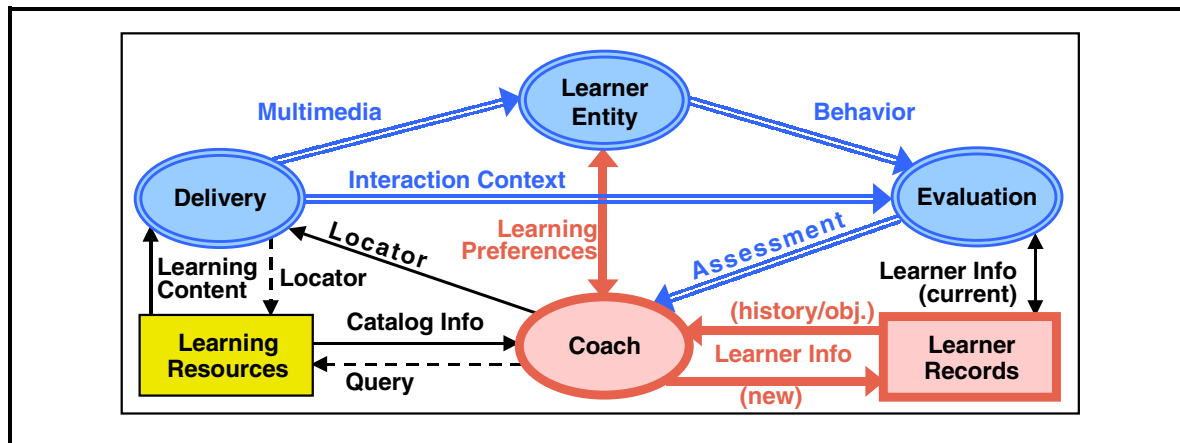 Learner
Entity
Multimedia
Behavior
Delivery
Interaction Context
Evaluation
Learning
Preferences
Locator
Assessment
Learning
Content
Locator
Learner Info
(current)
Learning
Resources
Catalog Info
Query
Coach
(history/obj.)
Learner Info
(new)
Learner
Records